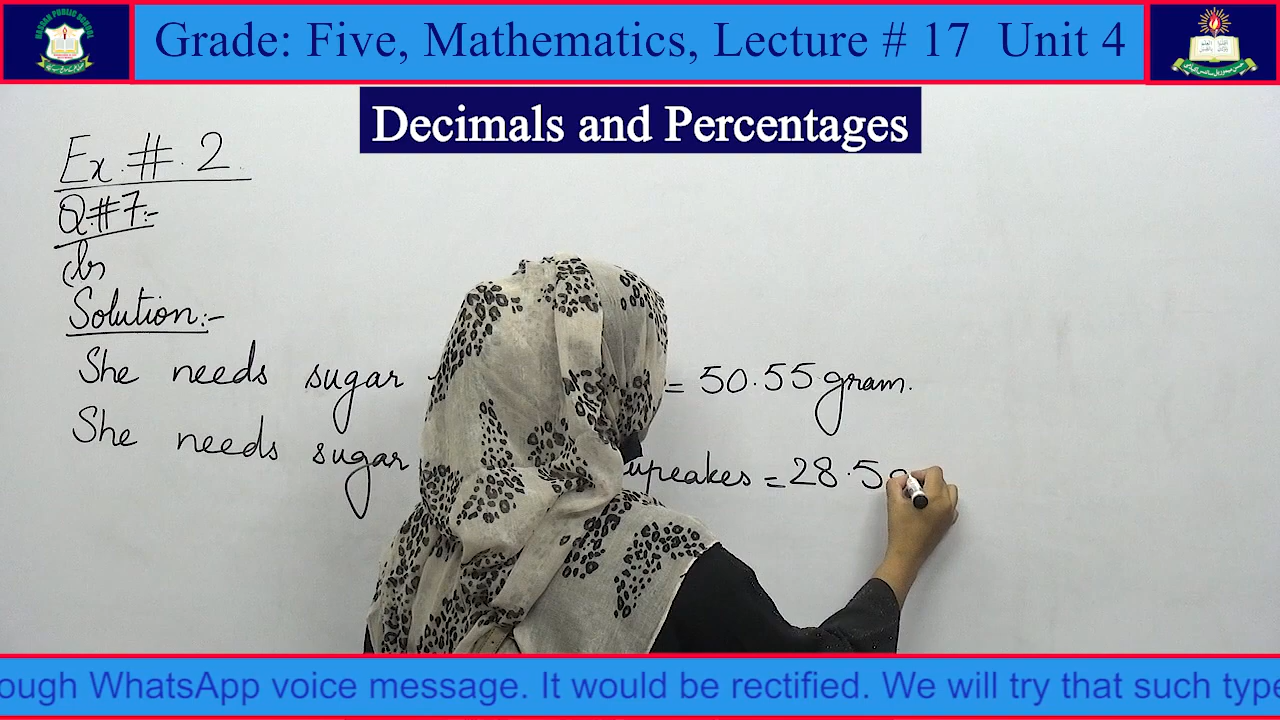 Grade: Five, Mathematics, Lecture # 17 Unit 4
Decimals and Percentages
Ex.#.2
Q.#7:-
Solution:-
She needs sugar = 50.55 gram.
She needs sugar upcakes = 28.5
ough WhatsApp voice message. It would be rectified. We will try that such type